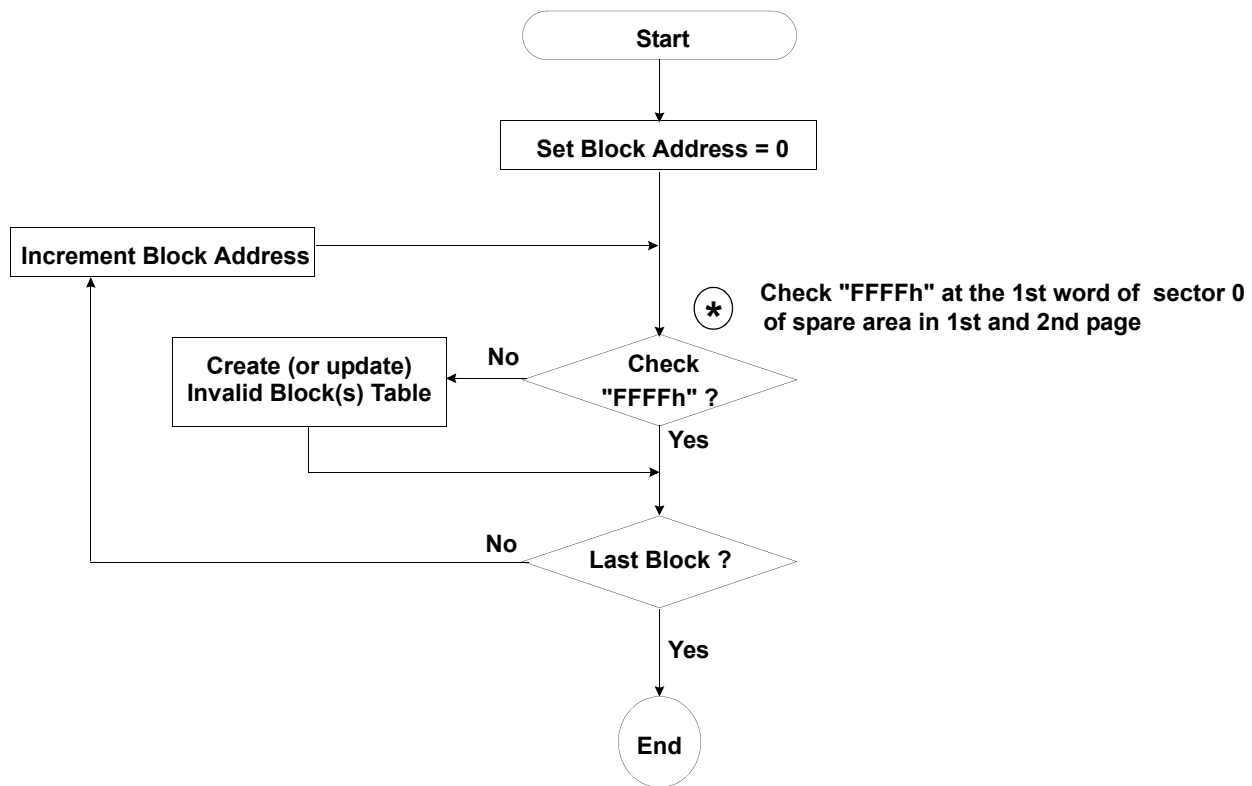 Start
Set Block Address = 0
Increment Block Address
* Check "FFFFh" at the 1st word of sector 0
of spare area in 1st and 2nd page
No
Create (or update)
Invalid Block(s) Table
Check
"FFFFh" ?
Yes
No
Last Block ?
Yes
End